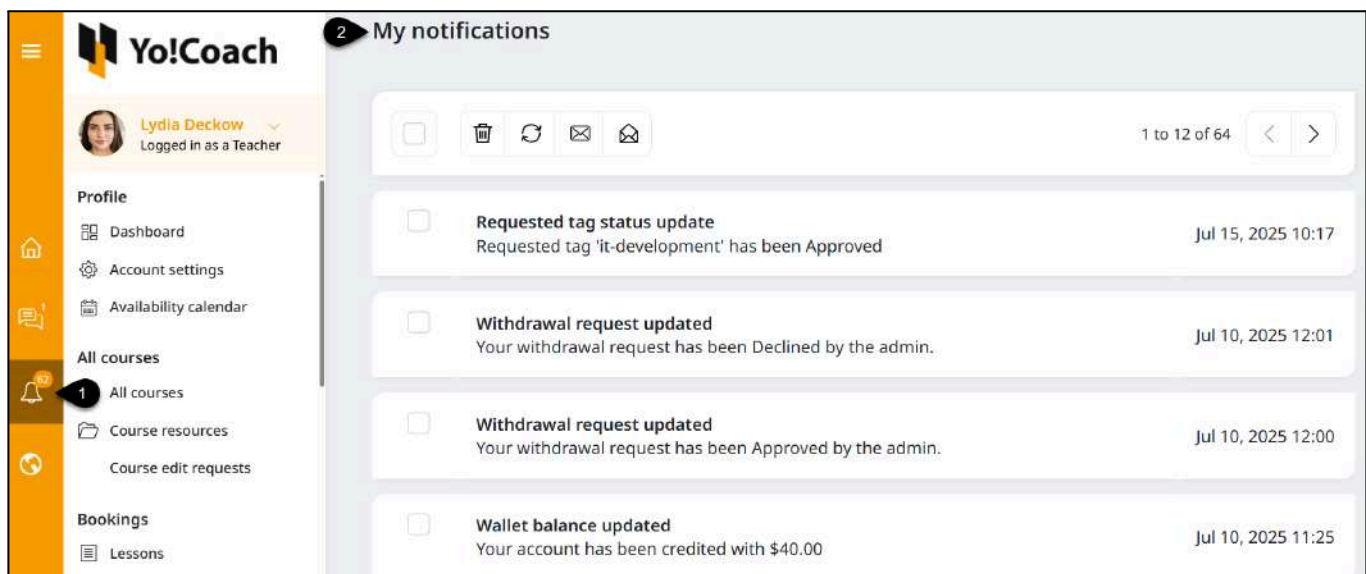 Yo!Coach
Lydia Deckow
Logged in as a Teacher
Profile
Dashboard
Account settings
Availability calendar
All courses
All courses
Course resources
Course edit requests
Bookings
Lessons
1
62
1
2
My notifications
1 to 12 of 64
Requested tag status update
Requested tag 'it-development' has been Approved
Jul 15, 2025 10:17
Withdrawal request updated
Your withdrawal request has been Declined by the admin.
Jul 10, 2025 12:01
Withdrawal request updated
Your withdrawal request has been Approved by the admin.
Jul 10, 2025 12:00
Wallet balance updated
Your account has been credited with $40.00
Jul 10, 2025 11:25